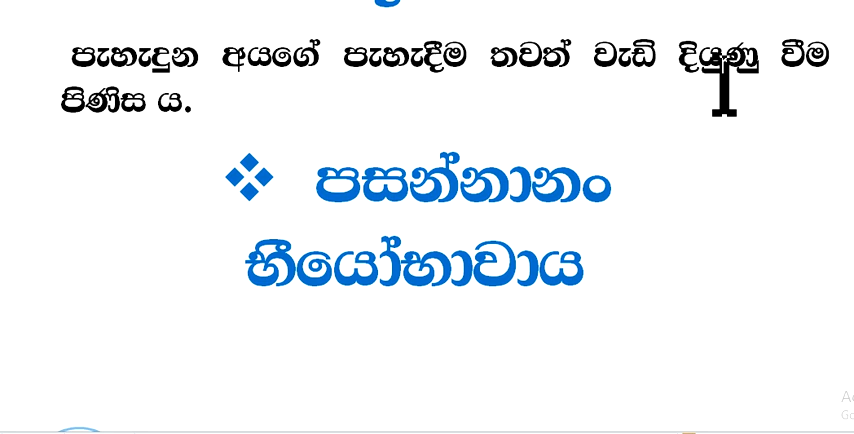 පැහැදුන අයගේ පැහැදීම තවත් වැඩි දියුණු වීම
පිණිස ය.
❖ පසන්නානං
භීයෝභාවාය